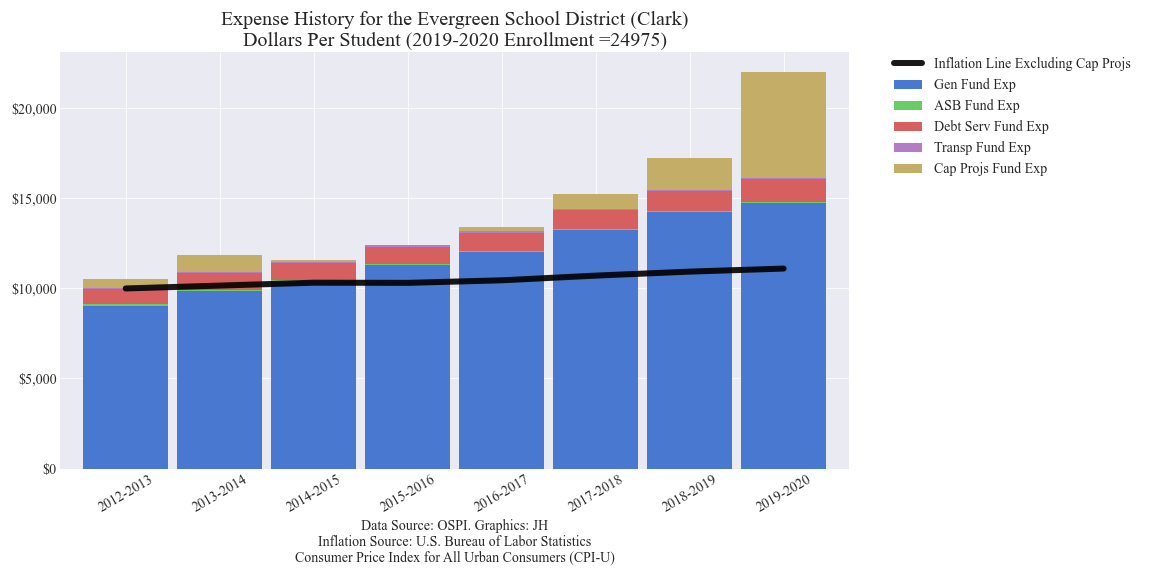 Expense History for the Evergreen School District (Clark)
Dollars Per Student (2019-2020 Enrollment =24975)
Inflation Line Excluding Cap Projs
Gen Fund Exp
ASB Fund Exp
Debt Serv Fund Exp
Transp Fund Exp
Cap Projs Fund Exp
$20,000
$15,000
$10,000
$5,000
$0
2012-2013
2013-2014
2014-2015
2015-2016
2016-2017
2017-2018
2018-2019
2019-2020
Data Source: OSPI. Graphics: JH
Inflation Source: U.S. Bureau of Labor Statistics
Consumer Price Index for All Urban Consumers (CPI-U)